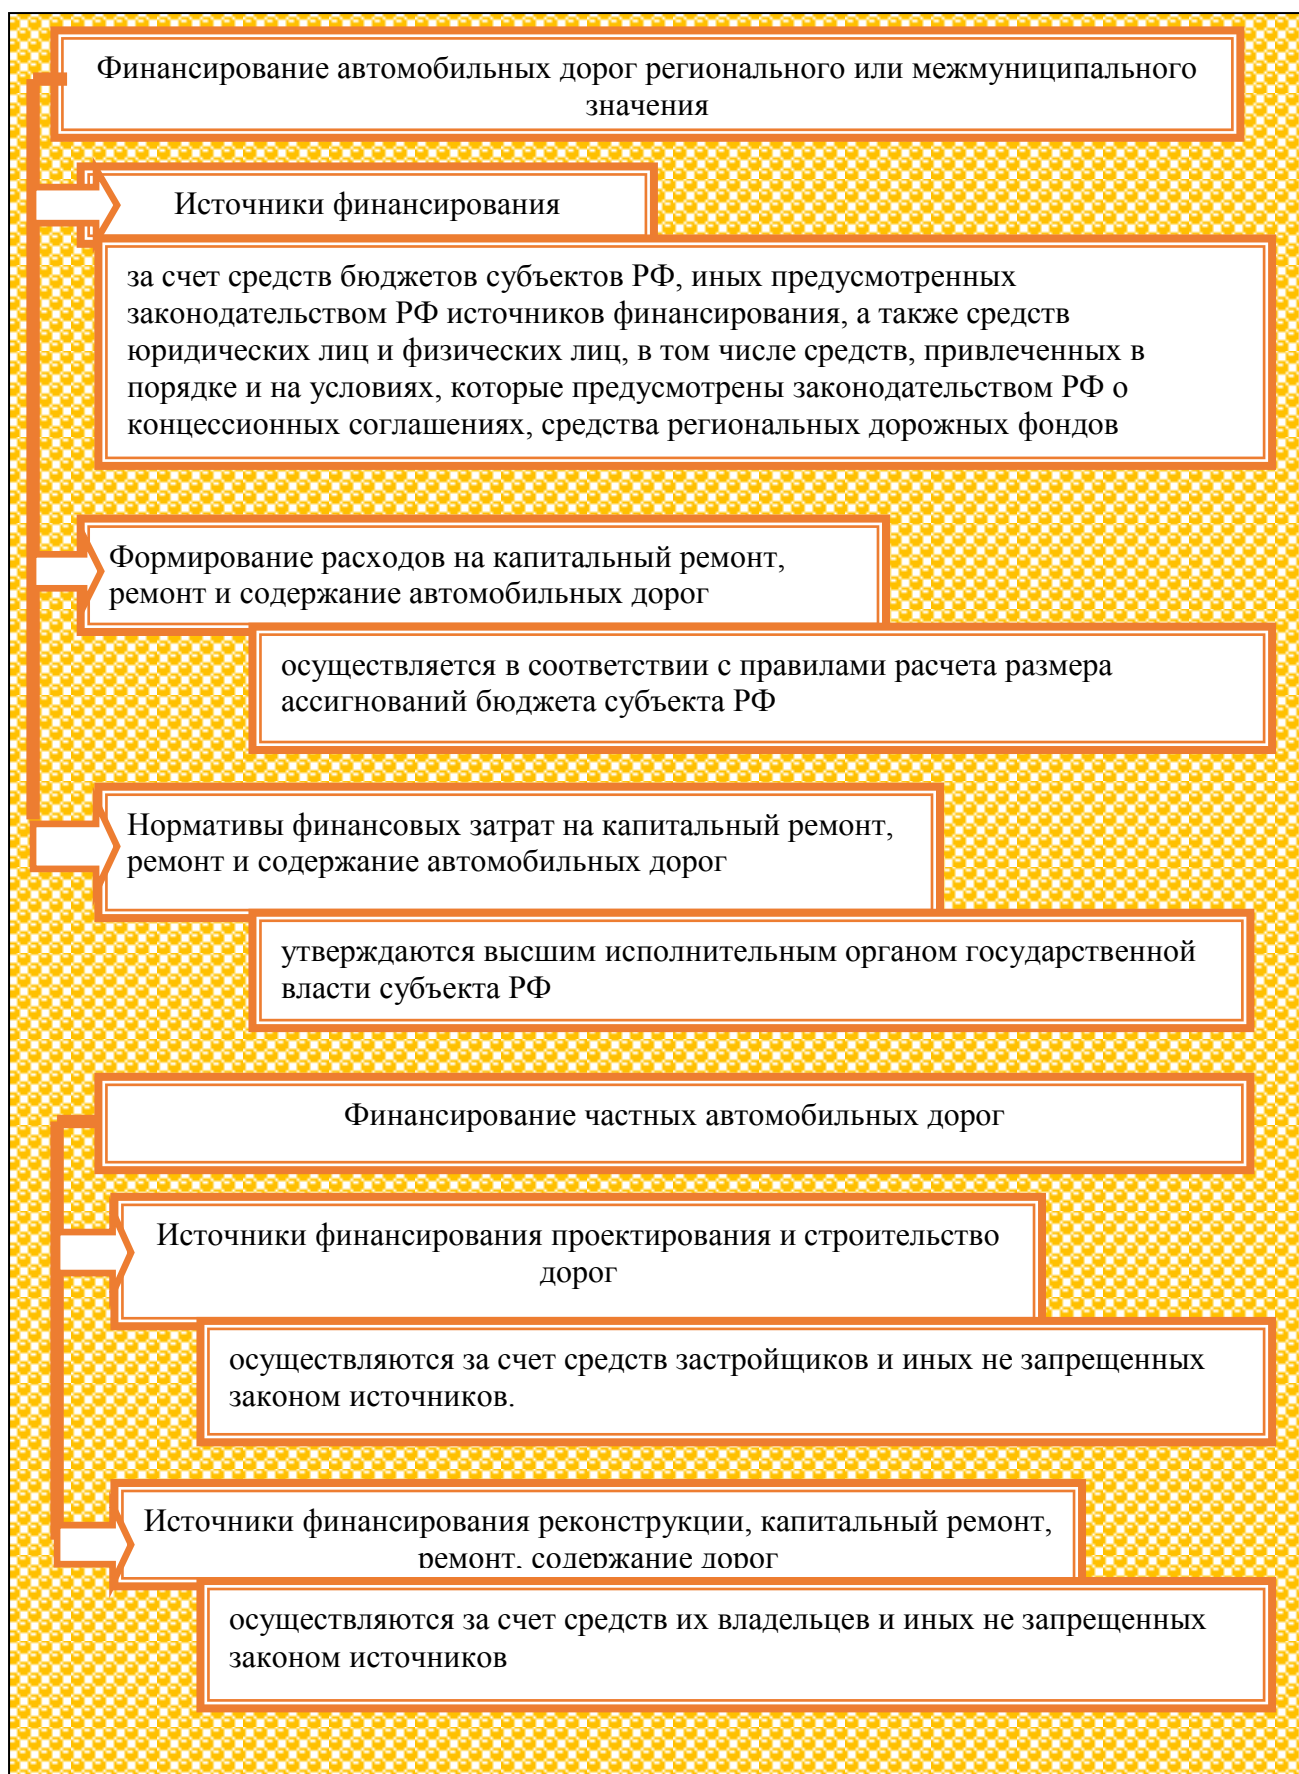 Финансирование автомобильных дорог регионального или межмуниципального
значения
Источники финансирования
за счет средств бюджетов субъектов РФ, иных предусмотренных
законодательством РФ источников финансирования, а также средств
юридических лиц и физических лиц, в том числе средств, привлеченных в
порядке и на условиях, которые предусмотрены законодательством РФ о
концессионных соглашениях, средства региональных дорожных фондов
Формирование расходов на капитальный ремонт,
ремонт и содержание автомобильных дорог
осуществляется в соответствии с правилами расчета размера
ассигнований бюджета субъекта РФ
Нормативы финансовых затрат на капитальный ремонт,
ремонт и содержание автомобильных дорог
утверждаются высшим исполнительным органом государственной
власти субъекта РФ
Финансирование частных автомобильных дорог
Источники финансирования проектирования и строительство
дорог
осуществляются за счет средств застройщиков и иных не запрещенных
законом источников.
Источники финансирования реконструкции, капитальный ремонт,
ремонт, содержание дорог
осуществляются за счет средств их владельцев и иных не запрещенных
законом источников